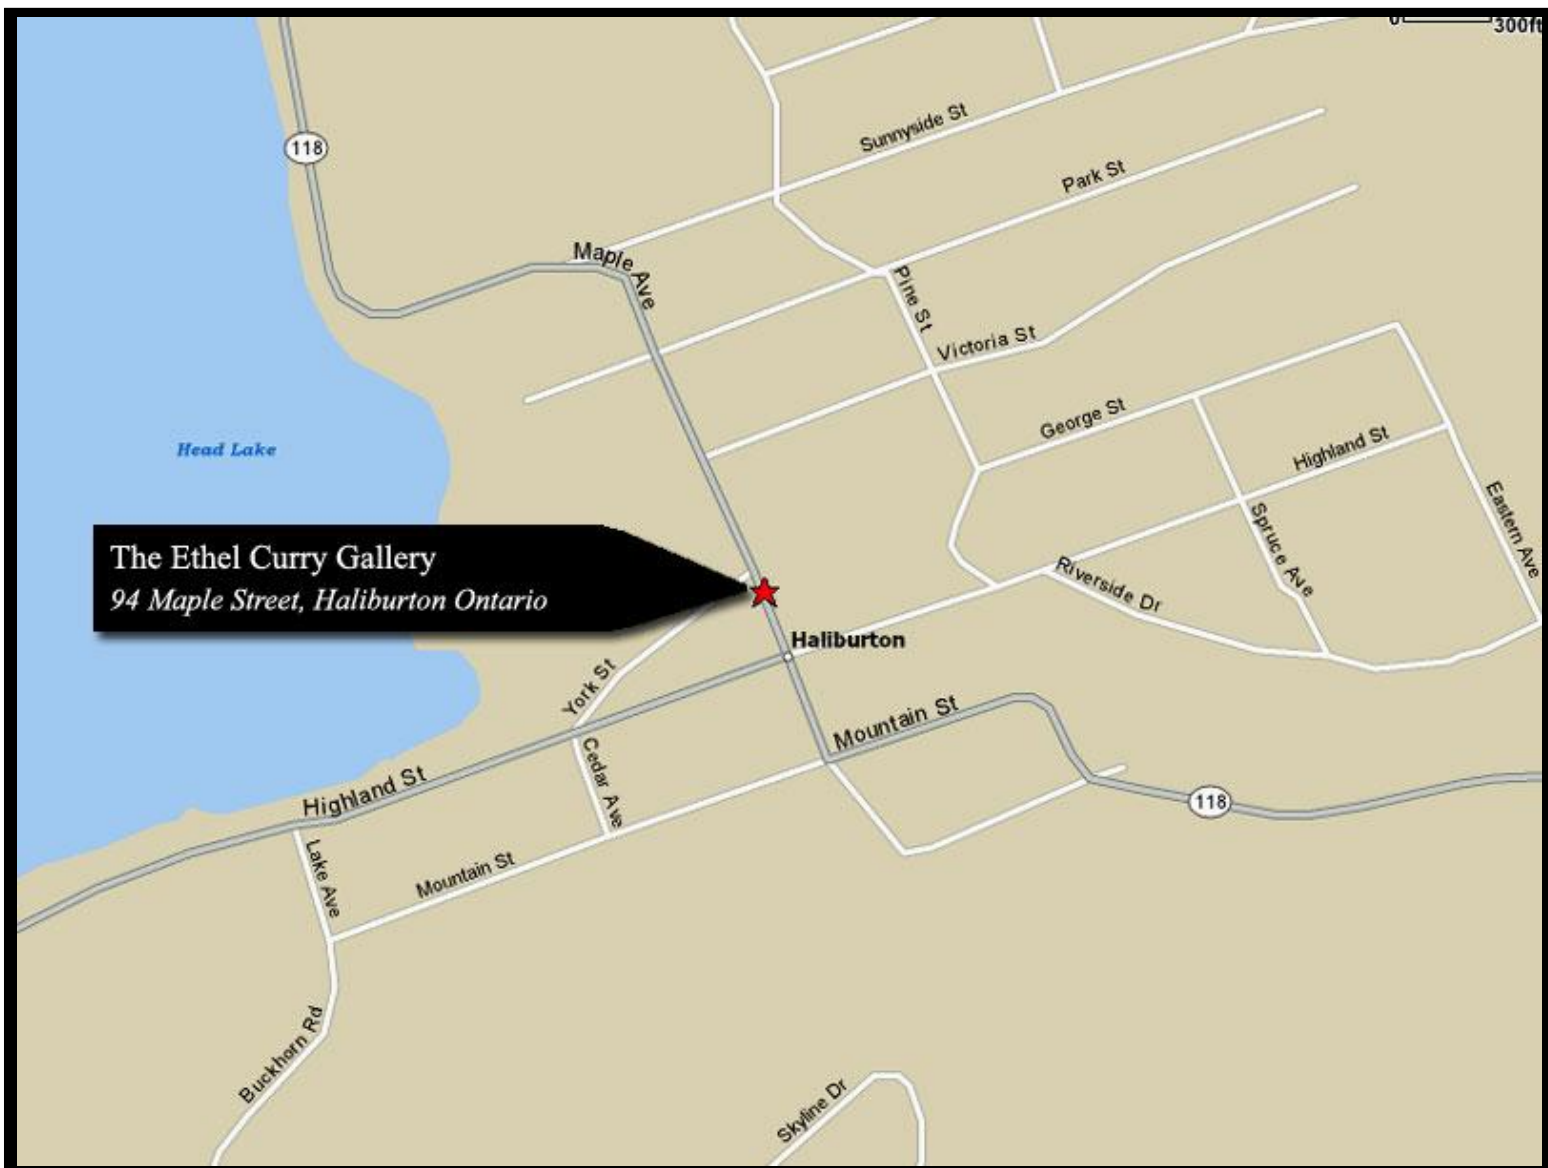 0
300ft
118
Sunnyside St
Park St
Maple Ave
Pine St
Victoria St
George St
Highland St
Head Lake
Eastern Ave
Spruce Ave
The Ethel Curry Gallery
94 Maple Street, Haliburton Ontario
Riverside Dr
Haliburton
York St
Mountain St
Cedar Ave
Highland St
118
Lake Ave
Mountain St
Buckhorn Rd
Skyline Dr